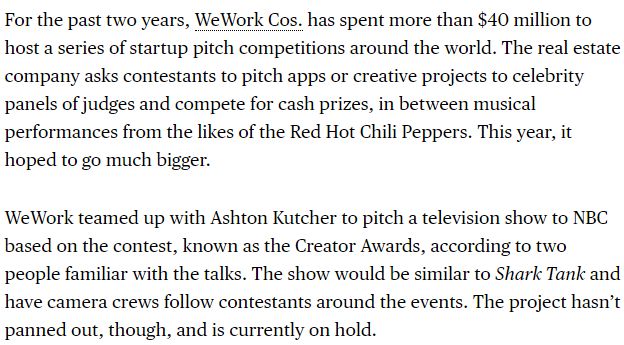 For the past two years, WeWork Cos. has spent more than $40 million to
host a series of startup pitch competitions around the world. The real estate
company asks contestants to pitch apps or creative projects to celebrity
panels of judges and compete for cash prizes, in between musical
performances from the likes of the Red Hot Chili Peppers. This year, it
hoped to go much bigger.
WeWork teamed up with Ashton Kutcher to pitch a television show to NBC
based on the contest, known as the Creator Awards, according to two
people familiar with the talks. The show would be similar to Shark Tank and
have camera crews follow contestants around the events. The project hasn’t
panned out, though, and is currently on hold.